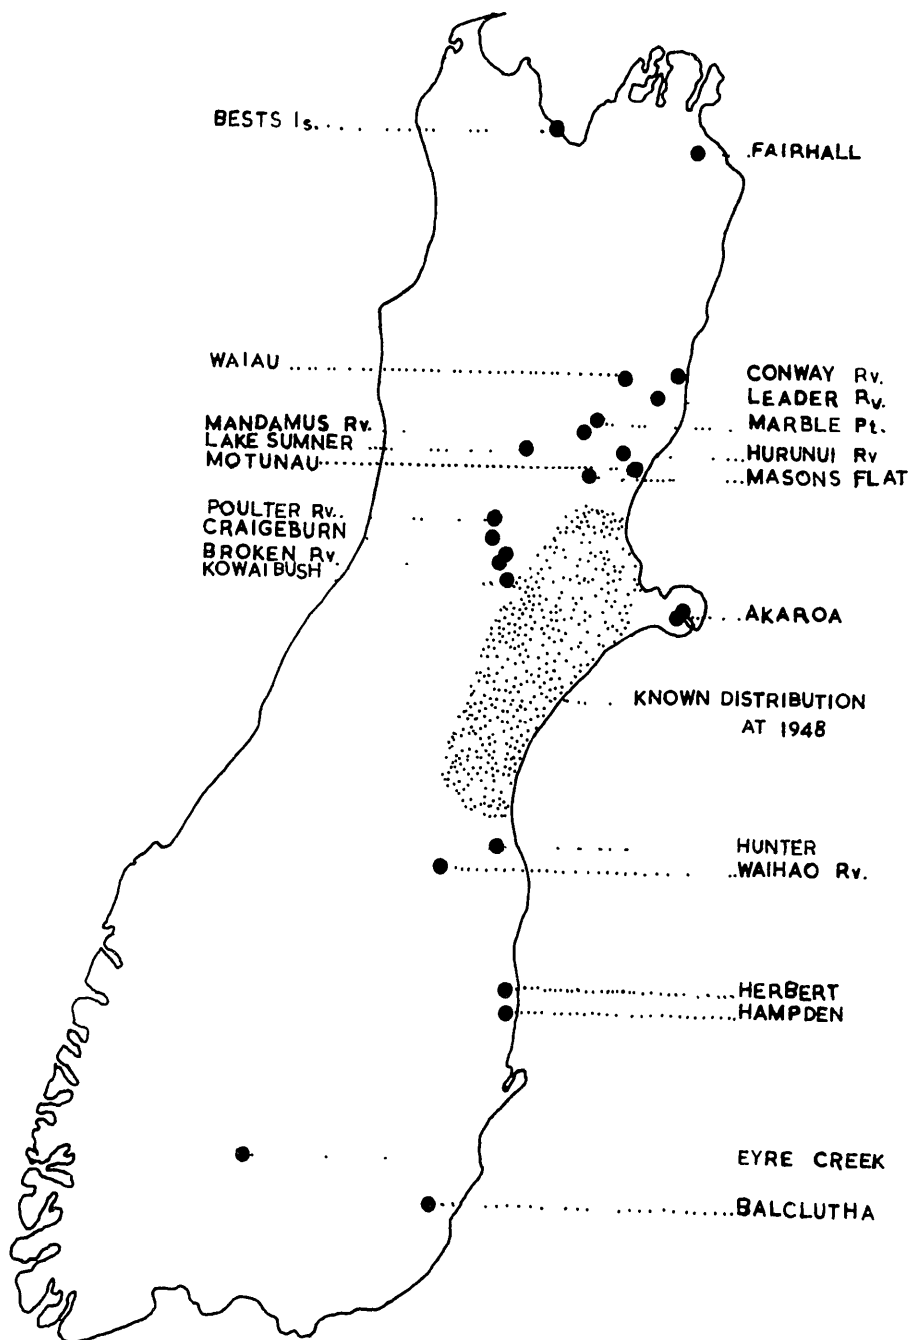 BESTS Is.
FAIRHALL
WAIAU
CONWAY Rv.
LEADER Rv.
MANDAMUS Rv.
MARBLE Pt.
LAKE SUMNER
HURUNUI Rv
MOTUNAU
MASONS FLAT
POULTER Rv.
CRAIGEBURN
BROKEN Rv.
KOWAI BUSH
AKAROA
KNOWN DISTRIBUTION
AT 1948
HUNTER
WAIHAO Rv.
HERBERT
HAMPDEN
EYRE CREEK
BALCLUTHA